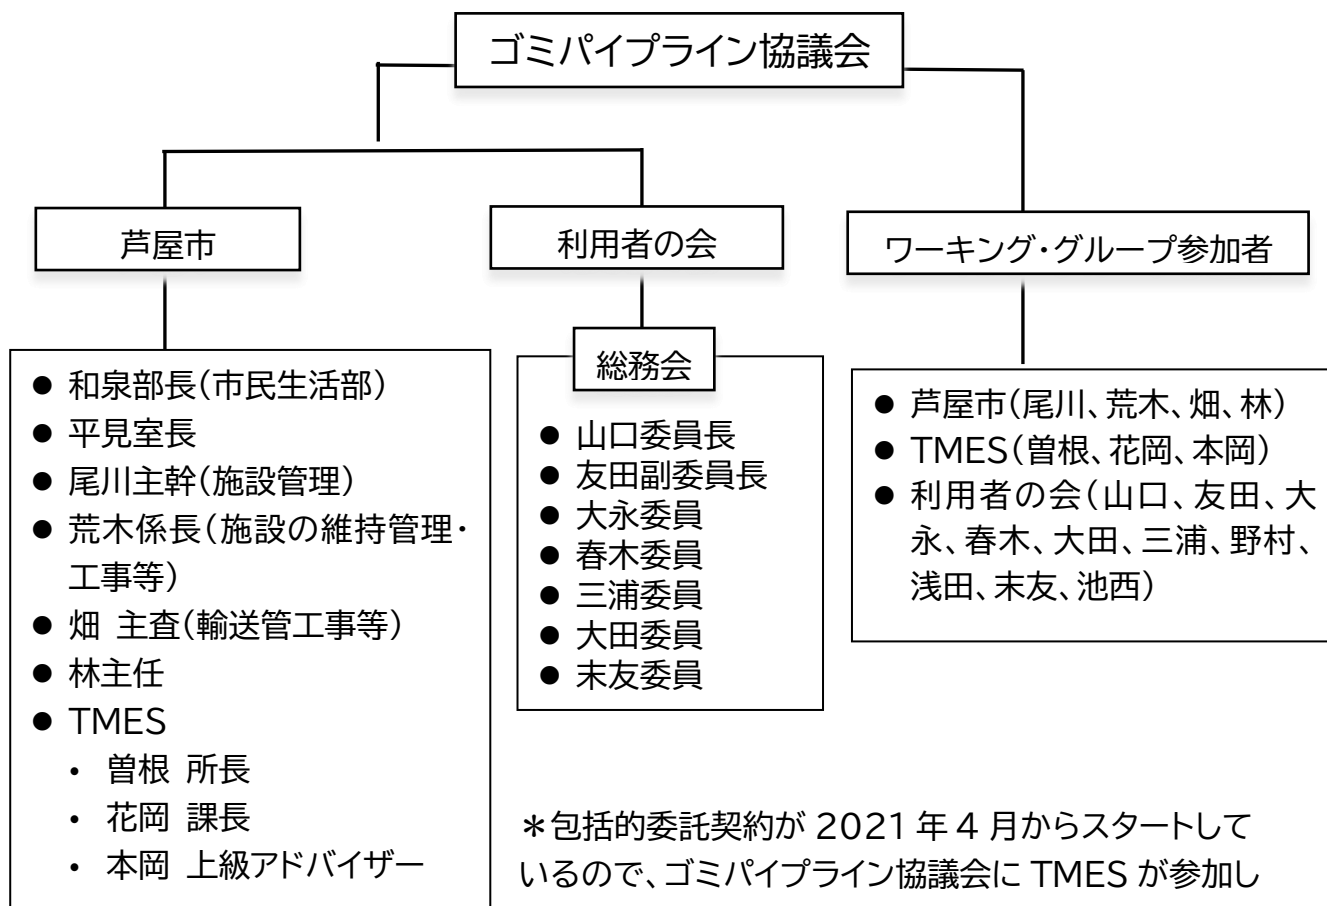 ゴミパイプライン協議会
芦屋市
利用者の会
ワーキング・グループ参加者
● 和泉部長(市民生活部)
● 平見室長
● 尾川主幹(施設管理)
● 荒木係長(施設の維持管理・
工事等)
● 畑 主査(輸送管工事等)
● 林主任
● TMES
・ 曽根 所長
・ 花岡 課長
・ 本岡 上級アドバイザー
総務会
● 山口委員長
● 友田副委員長
● 大永委員
● 春木委員
● 三浦委員
● 大田委員
● 末友委員
● 芦屋市(尾川、荒木、畑、林)
● TMES(曽根、花岡、本岡)
● 利用者の会(山口、友田、大
永、春木、大田、三浦、野村、
浅田、末友、池西)
＊包括的委託契約が 2021 年 4 月からスタートして
いるので、ゴミパイプライン協議会に TMES が参加し